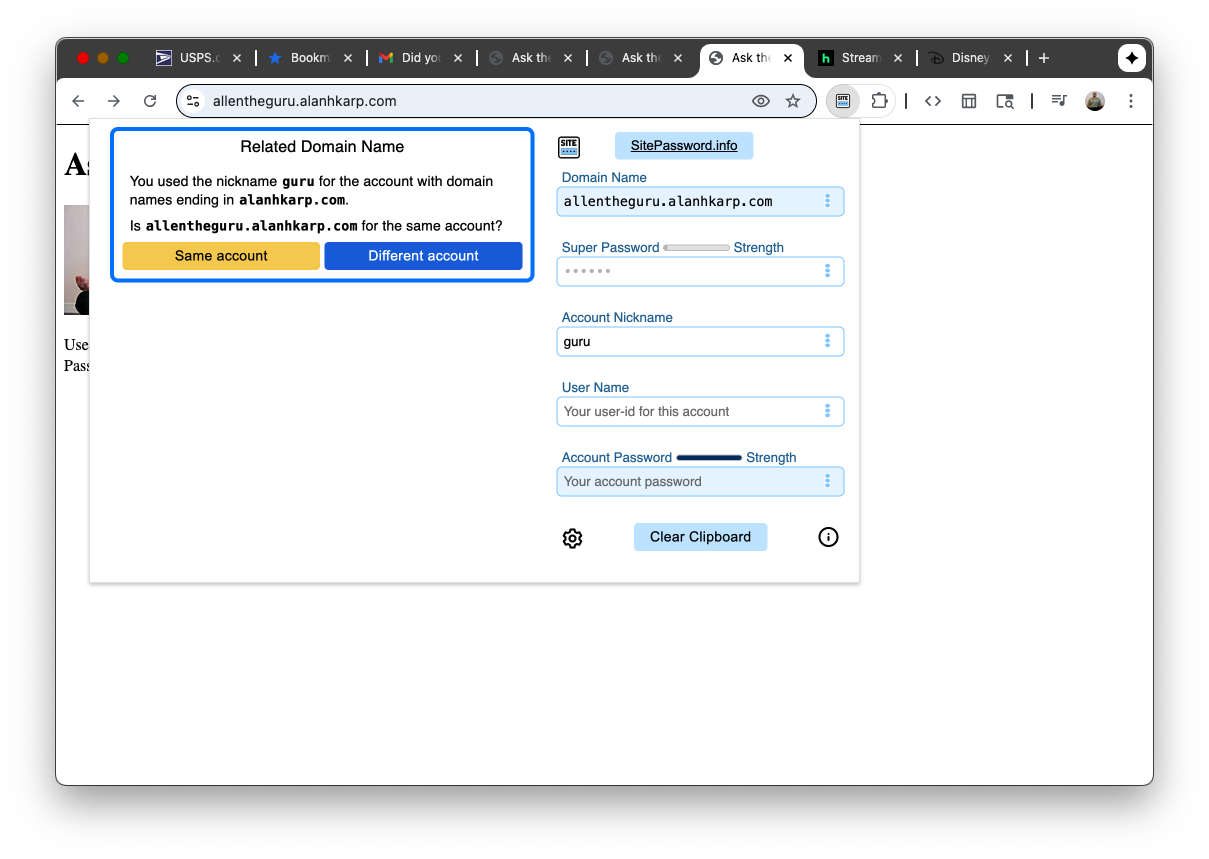 USPS.c
Bookm
Did you
Ask the
Ask the
Ask the
Stream
Disney
allentheguru.alanhkarp.com
As
Use
Pass
Related Domain Name
You used the nickname guru for the account with domain
names ending in alanhkarp.com.
Is allentheguru.alanhkarp.com for the same account?
Same account
Different account
SITE
SitePassword.info
Domain Name
allentheguru.alanhkarp.com
Super Password Strength
Account Nickname
guru
User Name
Your user-id for this account
Account Password Strength
Your account password
Clear Clipboard